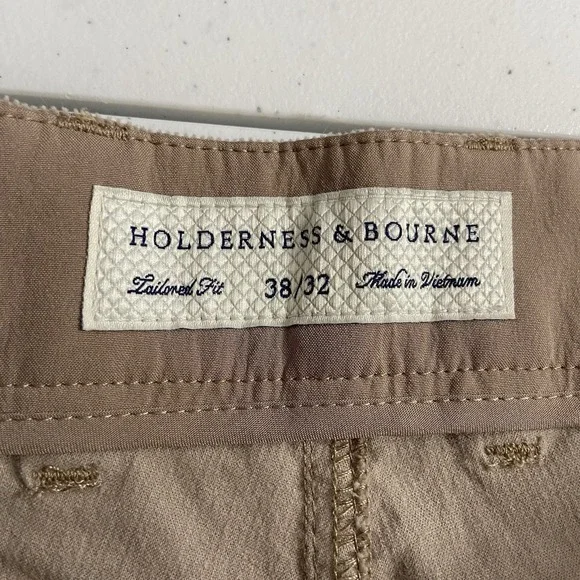 HOLDERNESS & BOURNE
Tailored Fit 38/32 Made in Vietnam